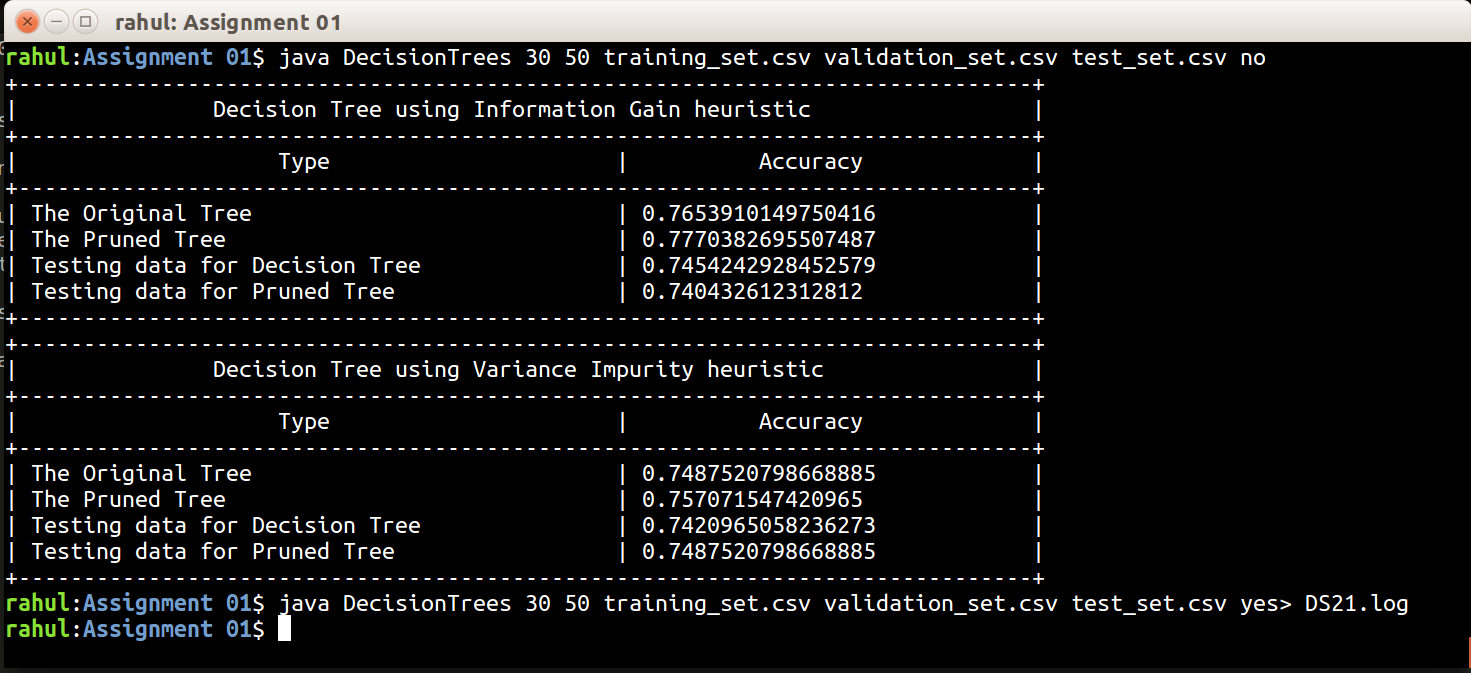 rahul: Assignment 01
rahul:Assignment 01$ java DecisionTrees 30 50 training_set.csv validation_set.csv test_set.csv no
+------------------------------------------------------------------------------+
| Decision Tree using Information Gain heuristic |
+------------------------------------------------------------------------------+
| Type | Accuracy |
+------------------------------------------------------------------------------+
| The Original Tree | 0.7653910149750416 |
| The Pruned Tree | 0.7770382695507487 |
| Testing data for Decision Tree | 0.7454242928452579 |
| Testing data for Pruned Tree | 0.740432612312812 |
+------------------------------------------------------------------------------+
+------------------------------------------------------------------------------+
| Decision Tree using Variance Impurity heuristic |
+------------------------------------------------------------------------------+
| Type | Accuracy |
+------------------------------------------------------------------------------+
| The Original Tree | 0.7487520798668885 |
| The Pruned Tree | 0.757071547420965 |
| Testing data for Decision Tree | 0.7420965058236273 |
| Testing data for Pruned Tree | 0.7487520798668885 |
+------------------------------------------------------------------------------+
rahul:Assignment 01$ java DecisionTrees 30 50 training_set.csv validation_set.csv test_set.csv yes> DS21.log
rahul:Assignment 01$